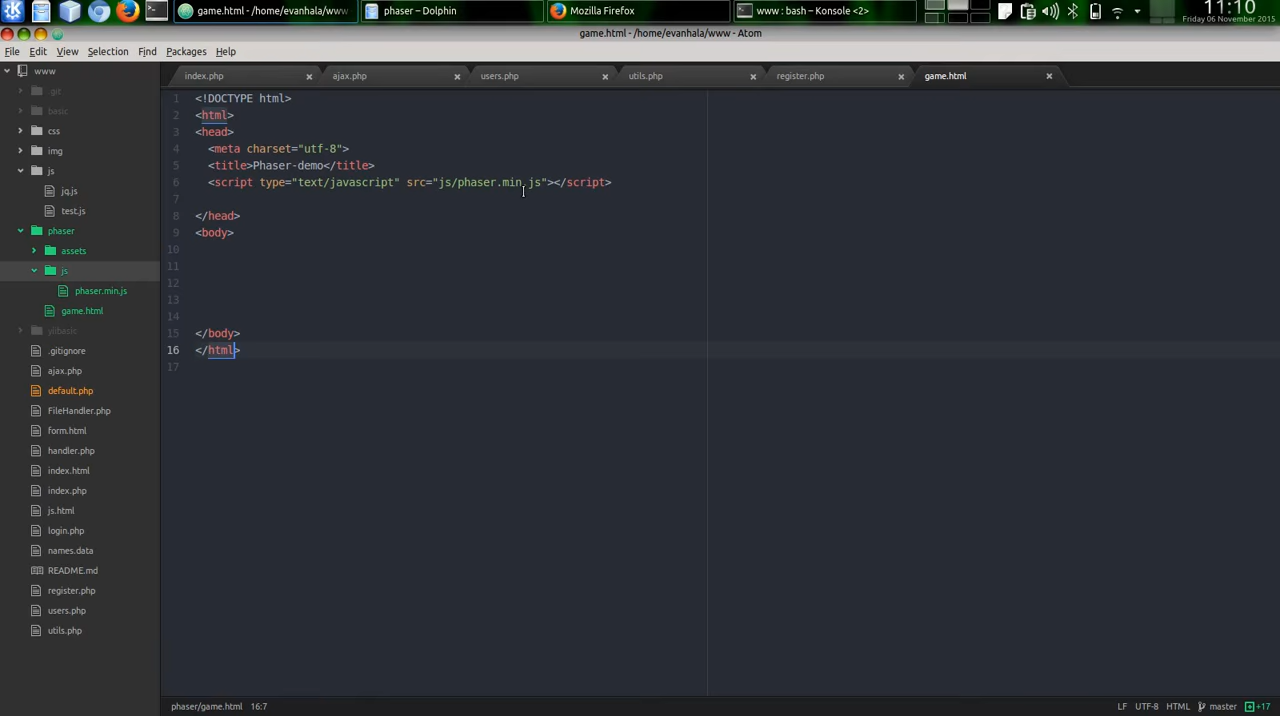 game.html - /home/evanhala/www
phaser – Dolphin
Mozilla Firefox
www : bash – Konsole <2>
11:10
Friday 06 November 2015
game.html - /home/evanhala/www - Atom
File Edit View Selection Find Packages Help
www
.git
basic
css
img
js
jq.js
test.js
phaser
assets
js
phaser.min.js
game.html
ylibasic
.gitignore
ajax.php
default.php
FileHandler.php
form.html
handler.php
index.html
index.php
js.html
login.php
names.data
README.md
register.php
users.php
utils.php
index.php ajax.php users.php utils.php register.php game.html
1 <!DOCTYPE html>
2 <html>
3 <head>
4 <meta charset="utf-8">
5 <title>Phaser-demo</title>
6 <script type="text/javascript" src="js/phaser.min.js"></script>
7
8 </head>
9 <body>
10
11
12
13
14
15 </body>
16 </html>
17
phaser/game.html 16:7
LF UTF-8 HTML master +17